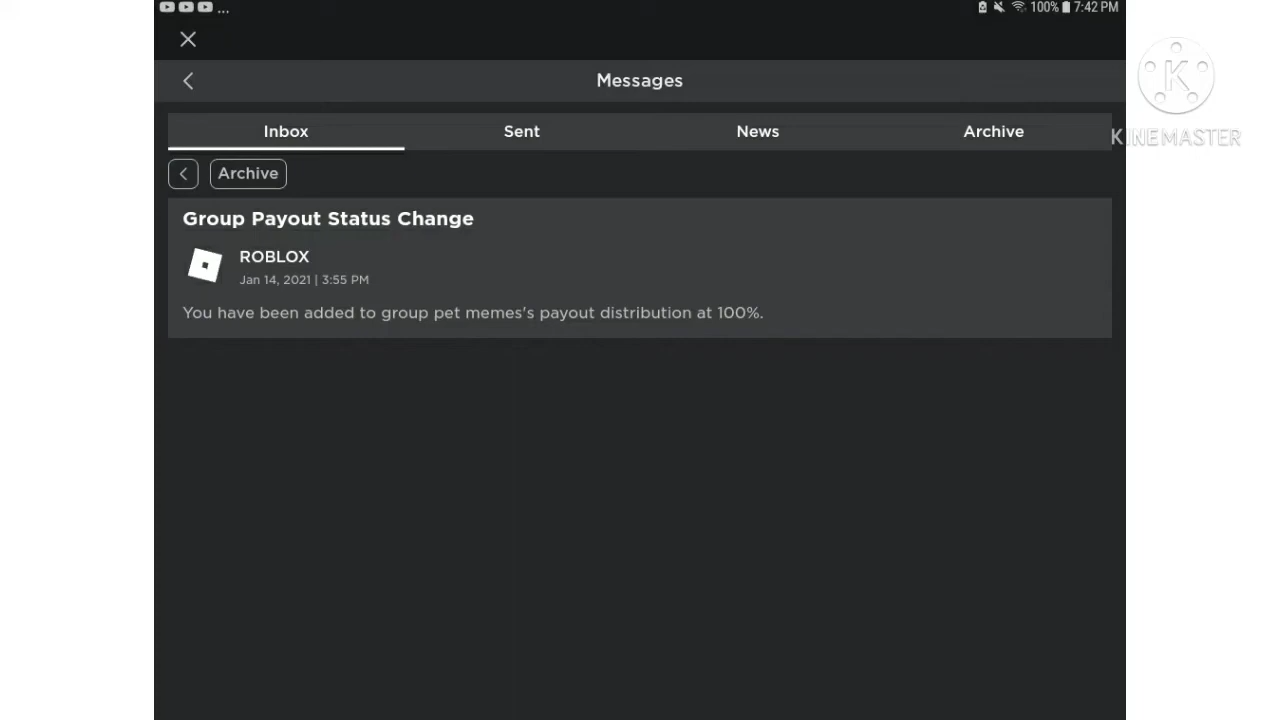 ... 100% 7:42 PM
Messages
Inbox Sent News Archive
Archive
Group Payout Status Change
ROBLOX
Jan 14, 2021 | 3:55 PM
You have been added to group pet memes's payout distribution at 100%.
K
KINEMASTER